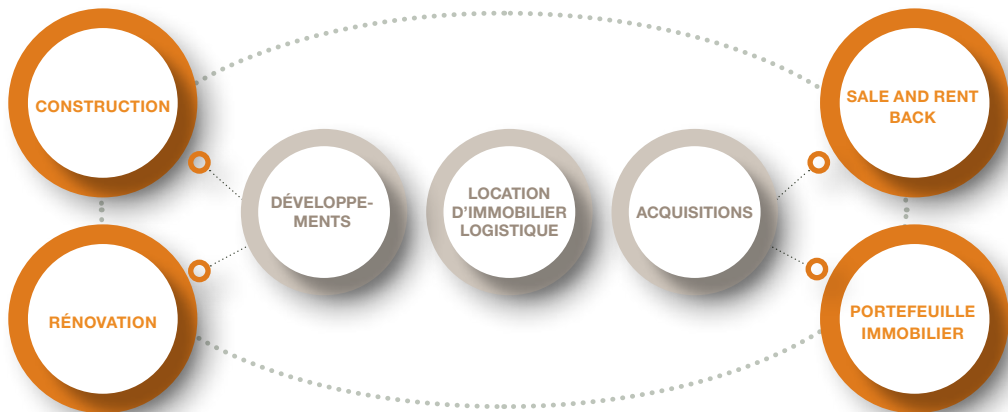 CONSTRUCTION
RÉNOVATION
DÉVELOPPE-
MENTS
LOCATION
D'IMMOBILIER
LOGISTIQUE
ACQUISITIONS
SALE AND RENT
BACK
PORTEFEUILLE
IMMOBILIER